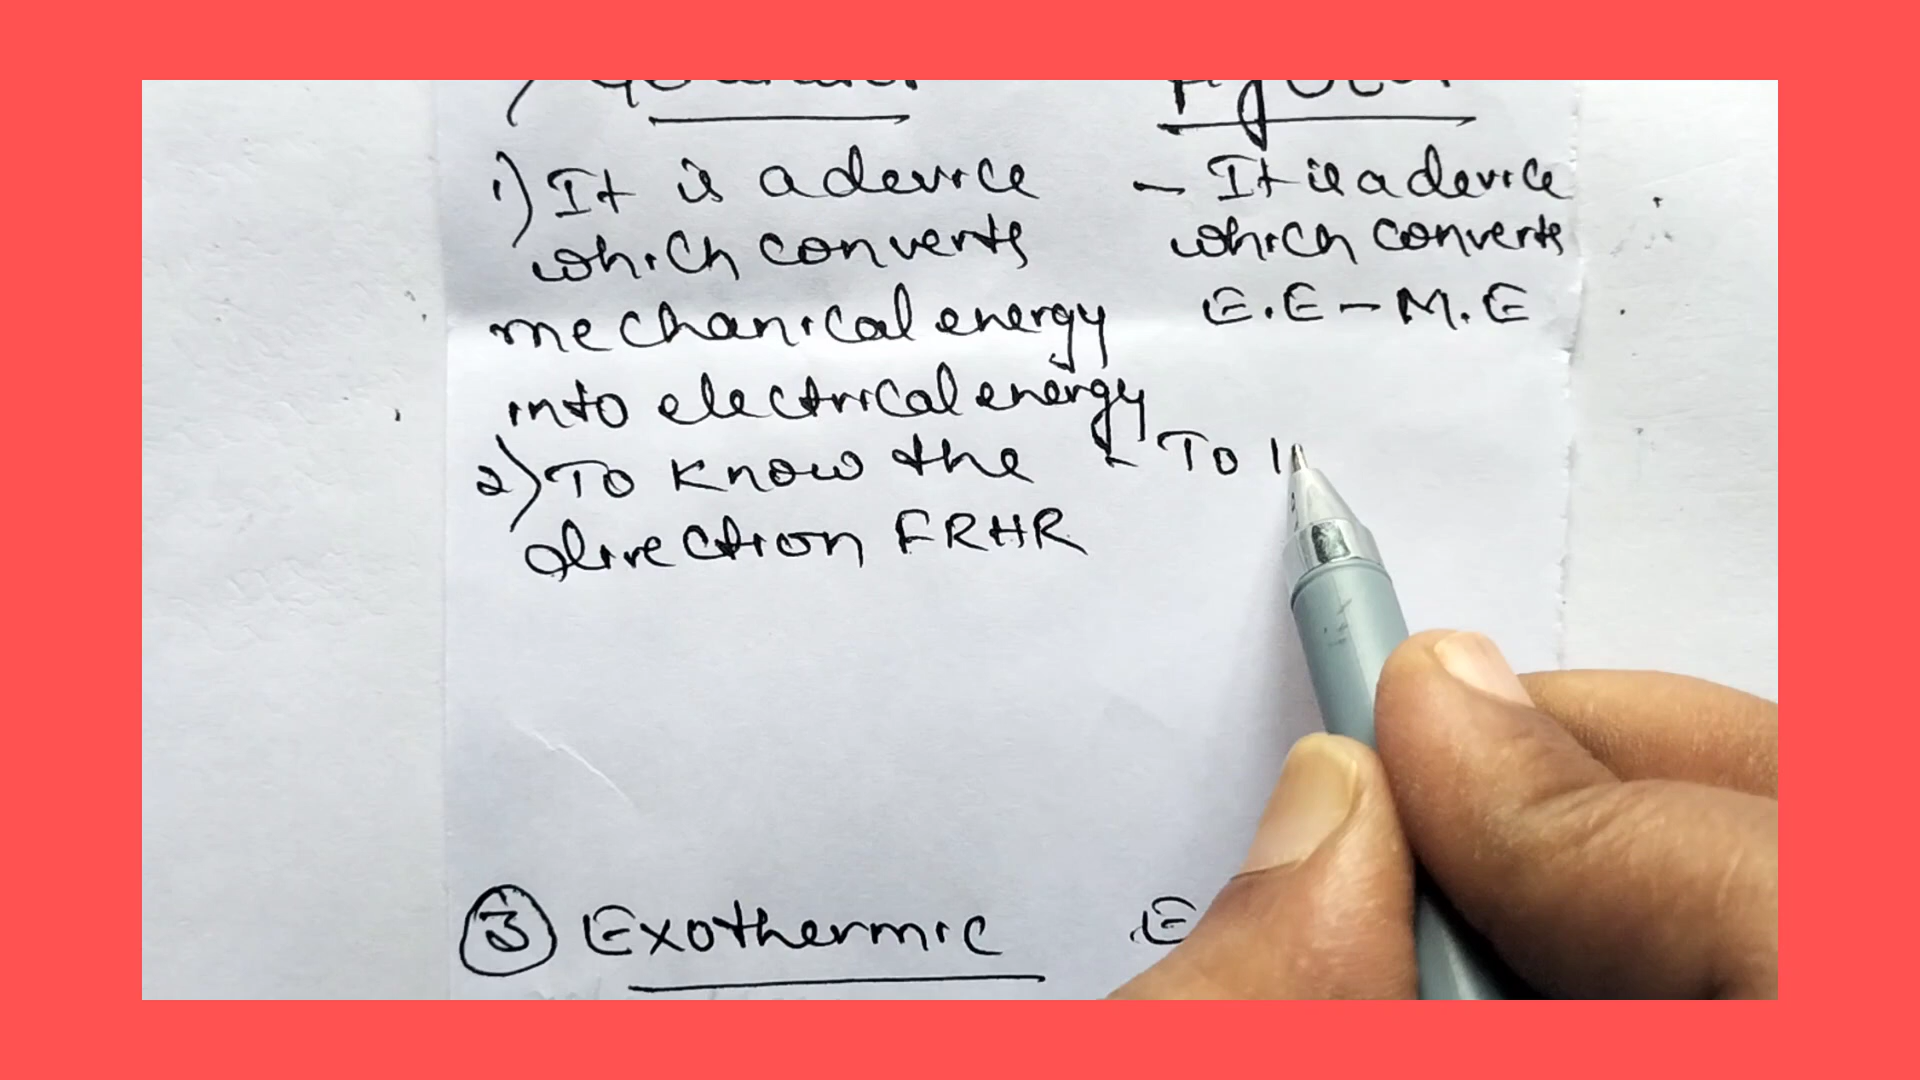 1) It is a device
which converts
mechanical energy
into electrical energy
2) To know the
direction FRHR
- It is a device
which converts
E.E - M.E
- To
3 Exothermic
E